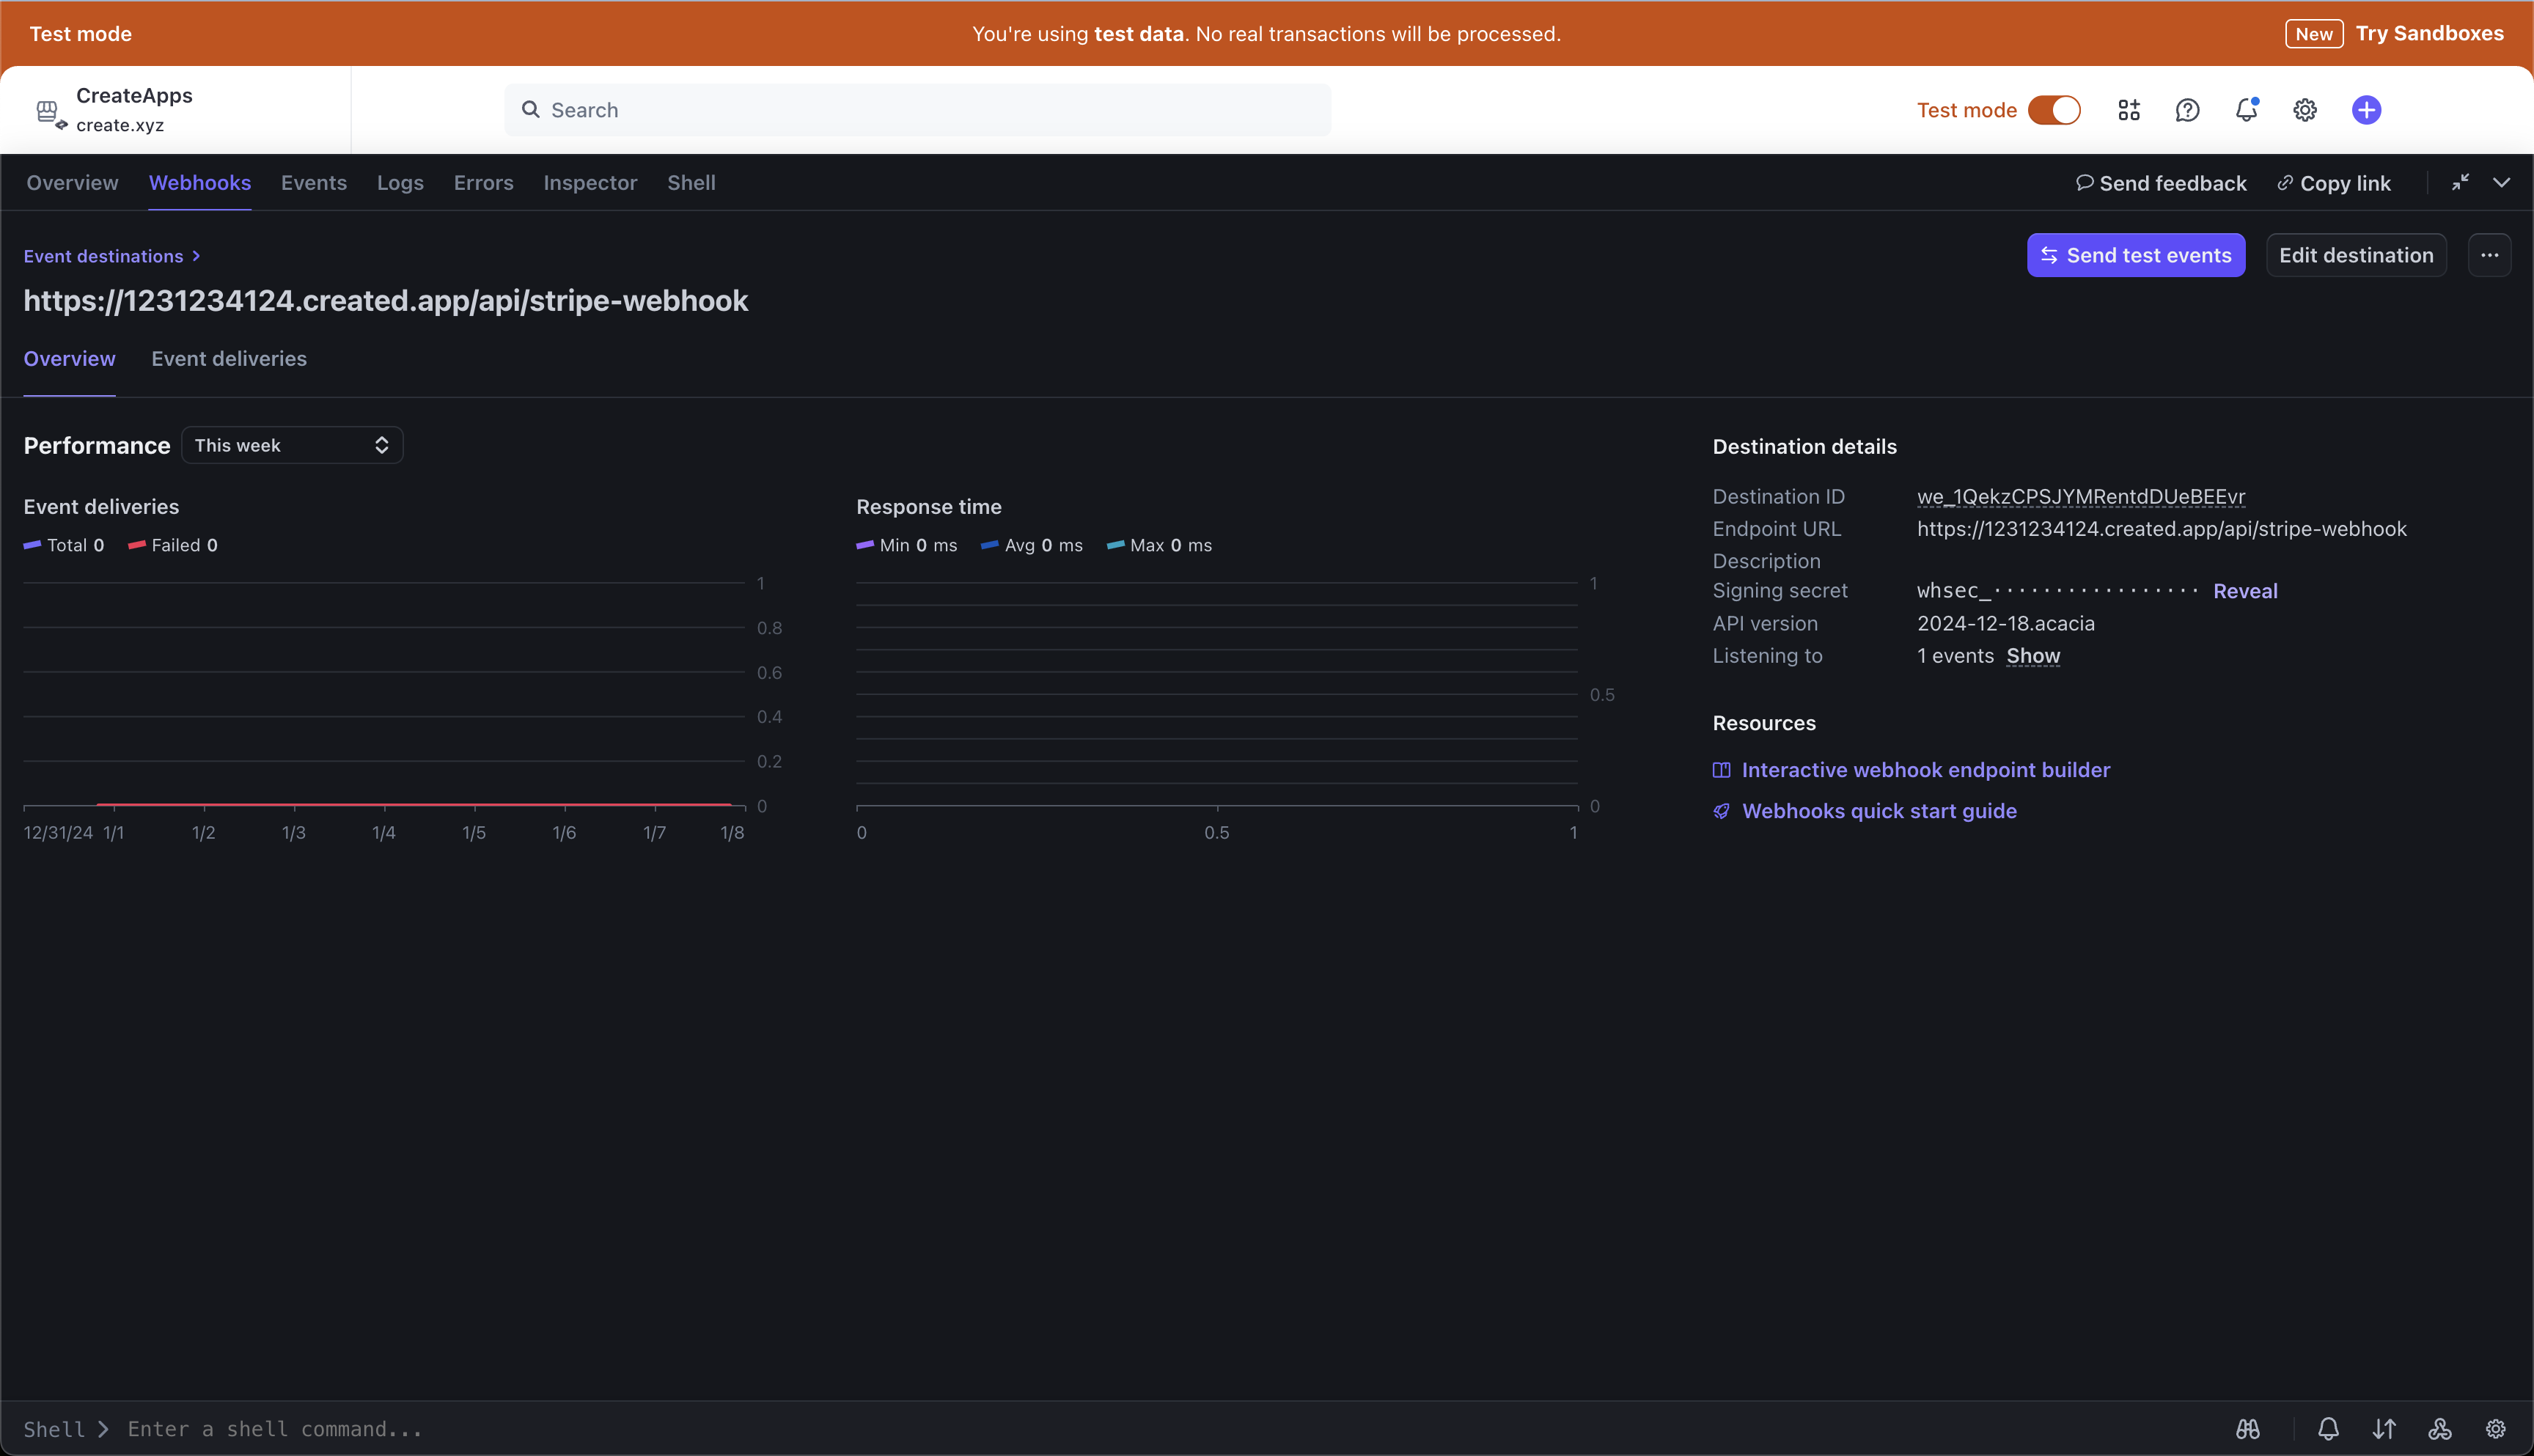 Test mode
You're using test data. No real transactions will be processed.
New Try Sandboxes
CreateApps
create.xyz
Search
Test mode
Overview Webhooks Events Logs Errors Inspector Shell
Send feedback Copy link
Event destinations
Send test events Edit destination
https://1231234124.created.app/api/stripe-webhook
Overview Event deliveries
Performance This week
Event deliveries
Total 0 Failed 0
1
0.8
0.6
0.4
0.2
0
12/31/24 1/1 1/2 1/3 1/4 1/5 1/6 1/7 1/8
Response time
Min 0 ms Avg 0 ms Max 0 ms
1
0.5
0
0 0.5 1
Destination details
Destination ID we_1QekzCPSJYMRentdDUeBEEvr
Endpoint URL https://1231234124.created.app/api/stripe-webhook
Description
Signing secret whsec_················· Reveal
API version 2024-12-18.acacia
Listening to 1 events Show
Resources
Interactive webhook endpoint builder
Webhooks quick start guide
Shell Enter a shell command...